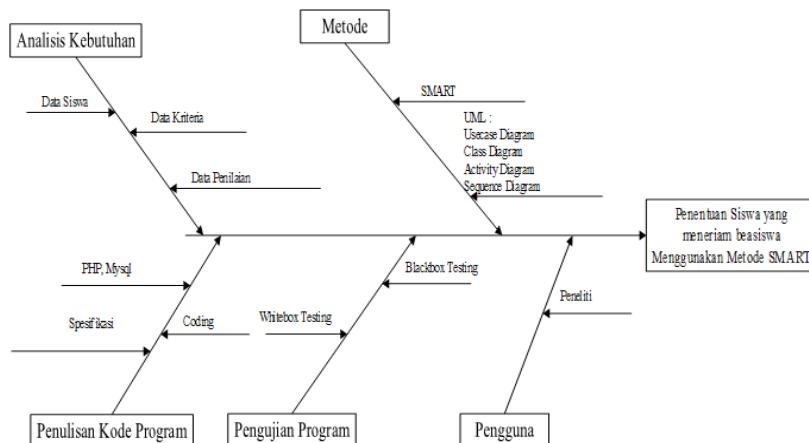 Metode
Analisis Kebutuhan
SMART
Data Siswa
Data Kriteria
UML :
Usecase Diagram
Class Diagram
Activity Diagram
Sequence Diagram
Data Penilaian
Penentuan Siswa yang
meneriam beasiswa
Menggunakan Metode SMART
PHP, Mysql
Blackbox Testing
Peneliti
Spesifikasi
Coding
Whitebox Testing
Penulisan Kode Program
Pengujian Program
Pengguna